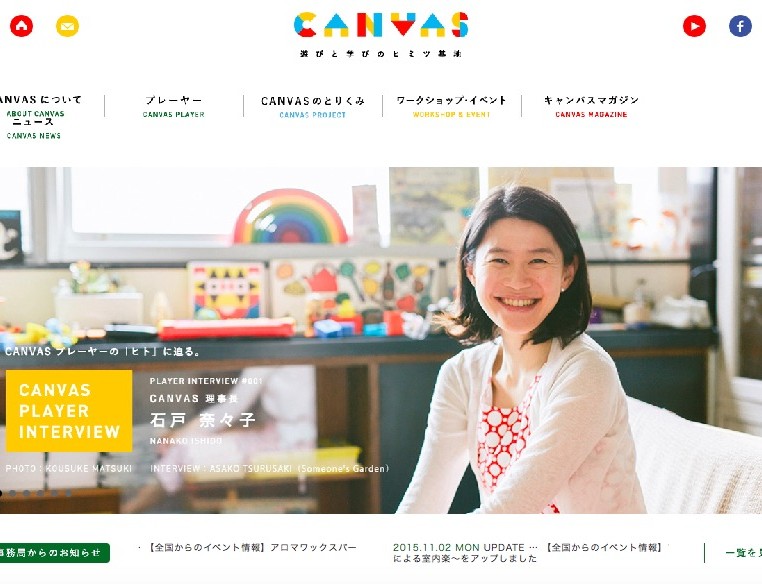 CANVAS
遊びと学びのヒミツ基地
ANVASについて
ABOUT CANVAS
プレーヤー
CANVAS PLAYER
CANVASのとりくみ
CANVAS PROJECT
ワークショップ・イベント
WORKSHOP & EVENT
キャンバスマガジン
CANVAS MAGAZINE
ニュース
CANVAS NEWS
CANVAS プレーヤーの「ヒト」に迫る。
CANVAS
PLAYER
INTERVIEW
PLAYER INTERVIEW #001
CANVAS 理事長
石戸 奈々子
NANAKO ISHIDO
PHOTO：KOUSUKE MATSUKI
INTERVIEW：ASAKO TSURUSAKI（Someone's Garden）
事務局からのお知らせ
・【全国からのイベント情報】アロマワックスバー
2015.11.02 MON UPDATE … 【全国からのイベント情報】
による室内楽〜をアップしました
一覧を見